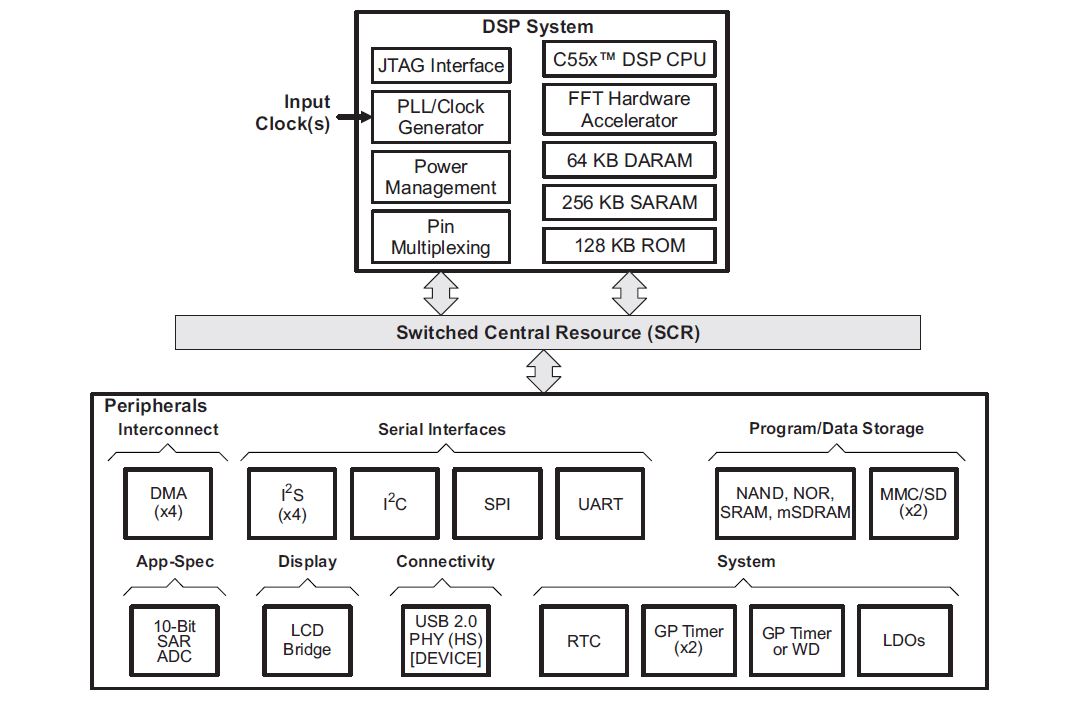 DSP System
JTAG Interface
C55x™ DSP CPU
Input
Clock(s)
PLL/Clock
Generator
FFT Hardware
Accelerator
Power
Management
64 KB DARAM
256 KB SARAM
Pin
Multiplexing
128 KB ROM
Switched Central Resource (SCR)
Peripherals
Interconnect
Serial Interfaces
Program/Data Storage
DMA
(x4)
I²S
(x4)
I²C
SPI
UART
NAND, NOR,
SRAM, mSDRAM
MMC/SD
(x2)
App-Spec
Display
Connectivity
System
10-Bit
SAR
ADC
LCD
Bridge
USB 2.0
PHY (HS)
[DEVICE]
RTC
GP Timer
(x2)
GP Timer
or WD
LDOs